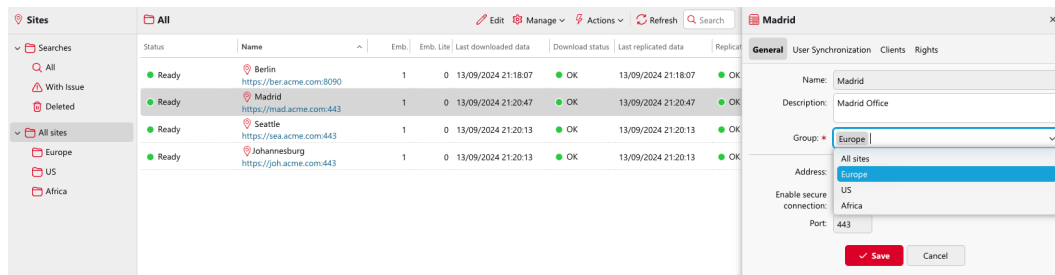 Sites
All
Edit Manage Actions Refresh Search
Madrid
Searches
All
With Issue
Deleted
All sites
Europe
US
Africa
Status Name Emb. Emb. Lite Last downloaded data Download status Last replicated data Replicat
Ready Berlin 1 0 13/09/2024 21:18:07 OK 13/09/2024 21:18:07 OK
https://ber.acme.com:8090
Ready Madrid 1 0 13/09/2024 21:20:47 OK 13/09/2024 21:20:47 OK
https://mad.acme.com:443
Ready Seattle 1 0 13/09/2024 21:20:13 OK 13/09/2024 21:20:13 OK
https://sea.acme.com:443
Ready Johannesburg 1 0 13/09/2024 21:20:13 OK 13/09/2024 21:20:13 OK
https://joh.acme.com:443
General User Synchronization Clients Rights
Name: Madrid
Description: Madrid Office
Group: * Europe
All sites
Europe
US
Africa
Address:
Enable secure
connection:
Port: 443
Save Cancel